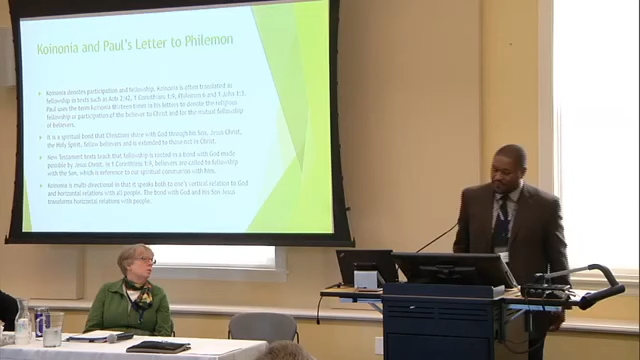 Koinonia and Paul's Letter to Philemon
Koinonia denotes participation and fellowship. Koinonia is often translated as
fellowship in texts such as Acts 2:42, 1 Corinthians 1:9, Philemon 6 and 1 John 1:3.
Paul uses the term koinonia thirteen times in his letters to denote the religious
fellowship or participation of the believer in Christ and for the mutual fellowship
of believers.
It is a spiritual bond that Christians share with God through his Son, Jesus Christ,
the Holy Spirit, fellow believers and is extended to those not in Christ.
New Testament texts teach that fellowship is rooted in a bond with God made
possible by Jesus Christ. In 1 Corinthians 1:9, believers are called to fellowship
with the Son, which is reference to our spiritual communion with him.
Koinonia is multi-directional in that it speaks both to one's vertical relation to God
and horizontal relations with all people. The bond with God and his Son Jesus
transforms horizontal relations with people.